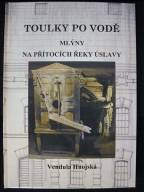 TOULKY PO VODĚ
MLÝNY
NA PŘÍTOCÍCH ŘEKY ÚSLAVY
Vendula Hnojská